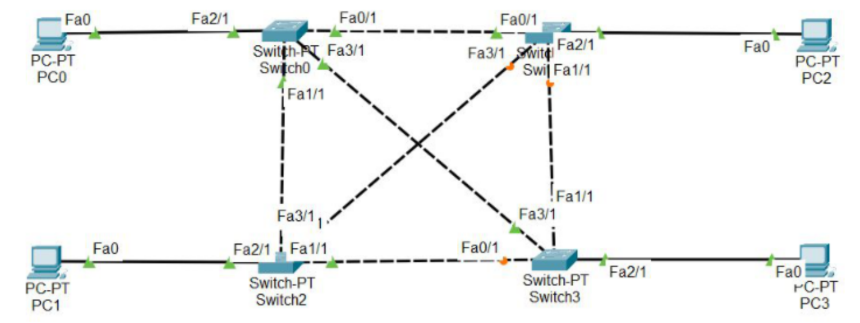 Fa0
Fa2/1
Fa0/1
Fa0/1
PC-PT
PC0
Switch-PT
Switch0
Fa3/1
Fa3/1
Fa2/1
Fa0
PC-PT
PC2
Fa1/1
Fa1/1
Fa1/1
Fa3/1
Fa3/1
Fa0
Fa2/1
Fa1/1
Fa0/1
Fa2/1
Fa0
PC-PT
PC1
Switch-PT
Switch2
Switch-PT
Switch3
PC-PT
PC3